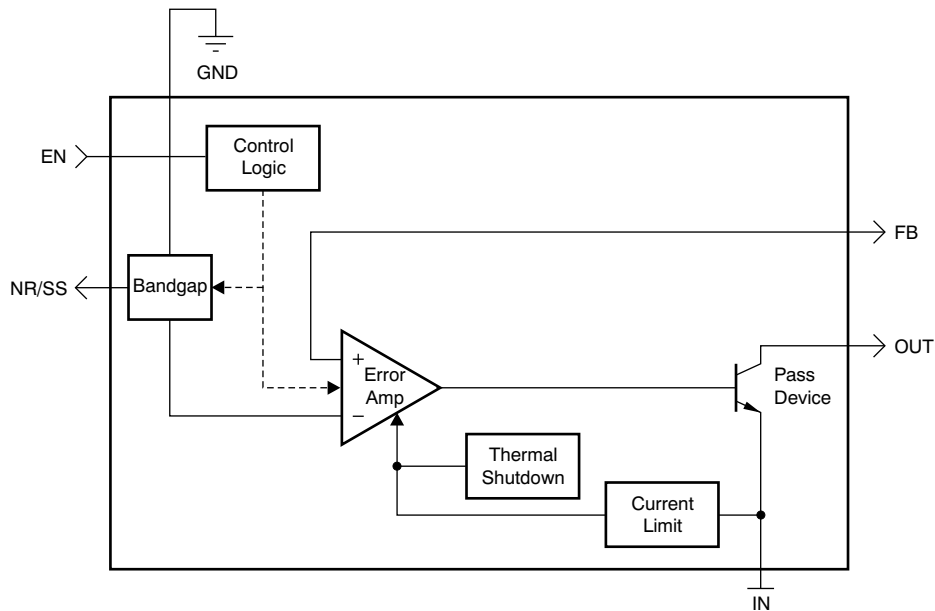 GND
EN
Control
Logic
FB
NR/SS
Bandgap
OUT
+
Error
Amp
−
Pass
Device
Thermal
Shutdown
Current
Limit
IN